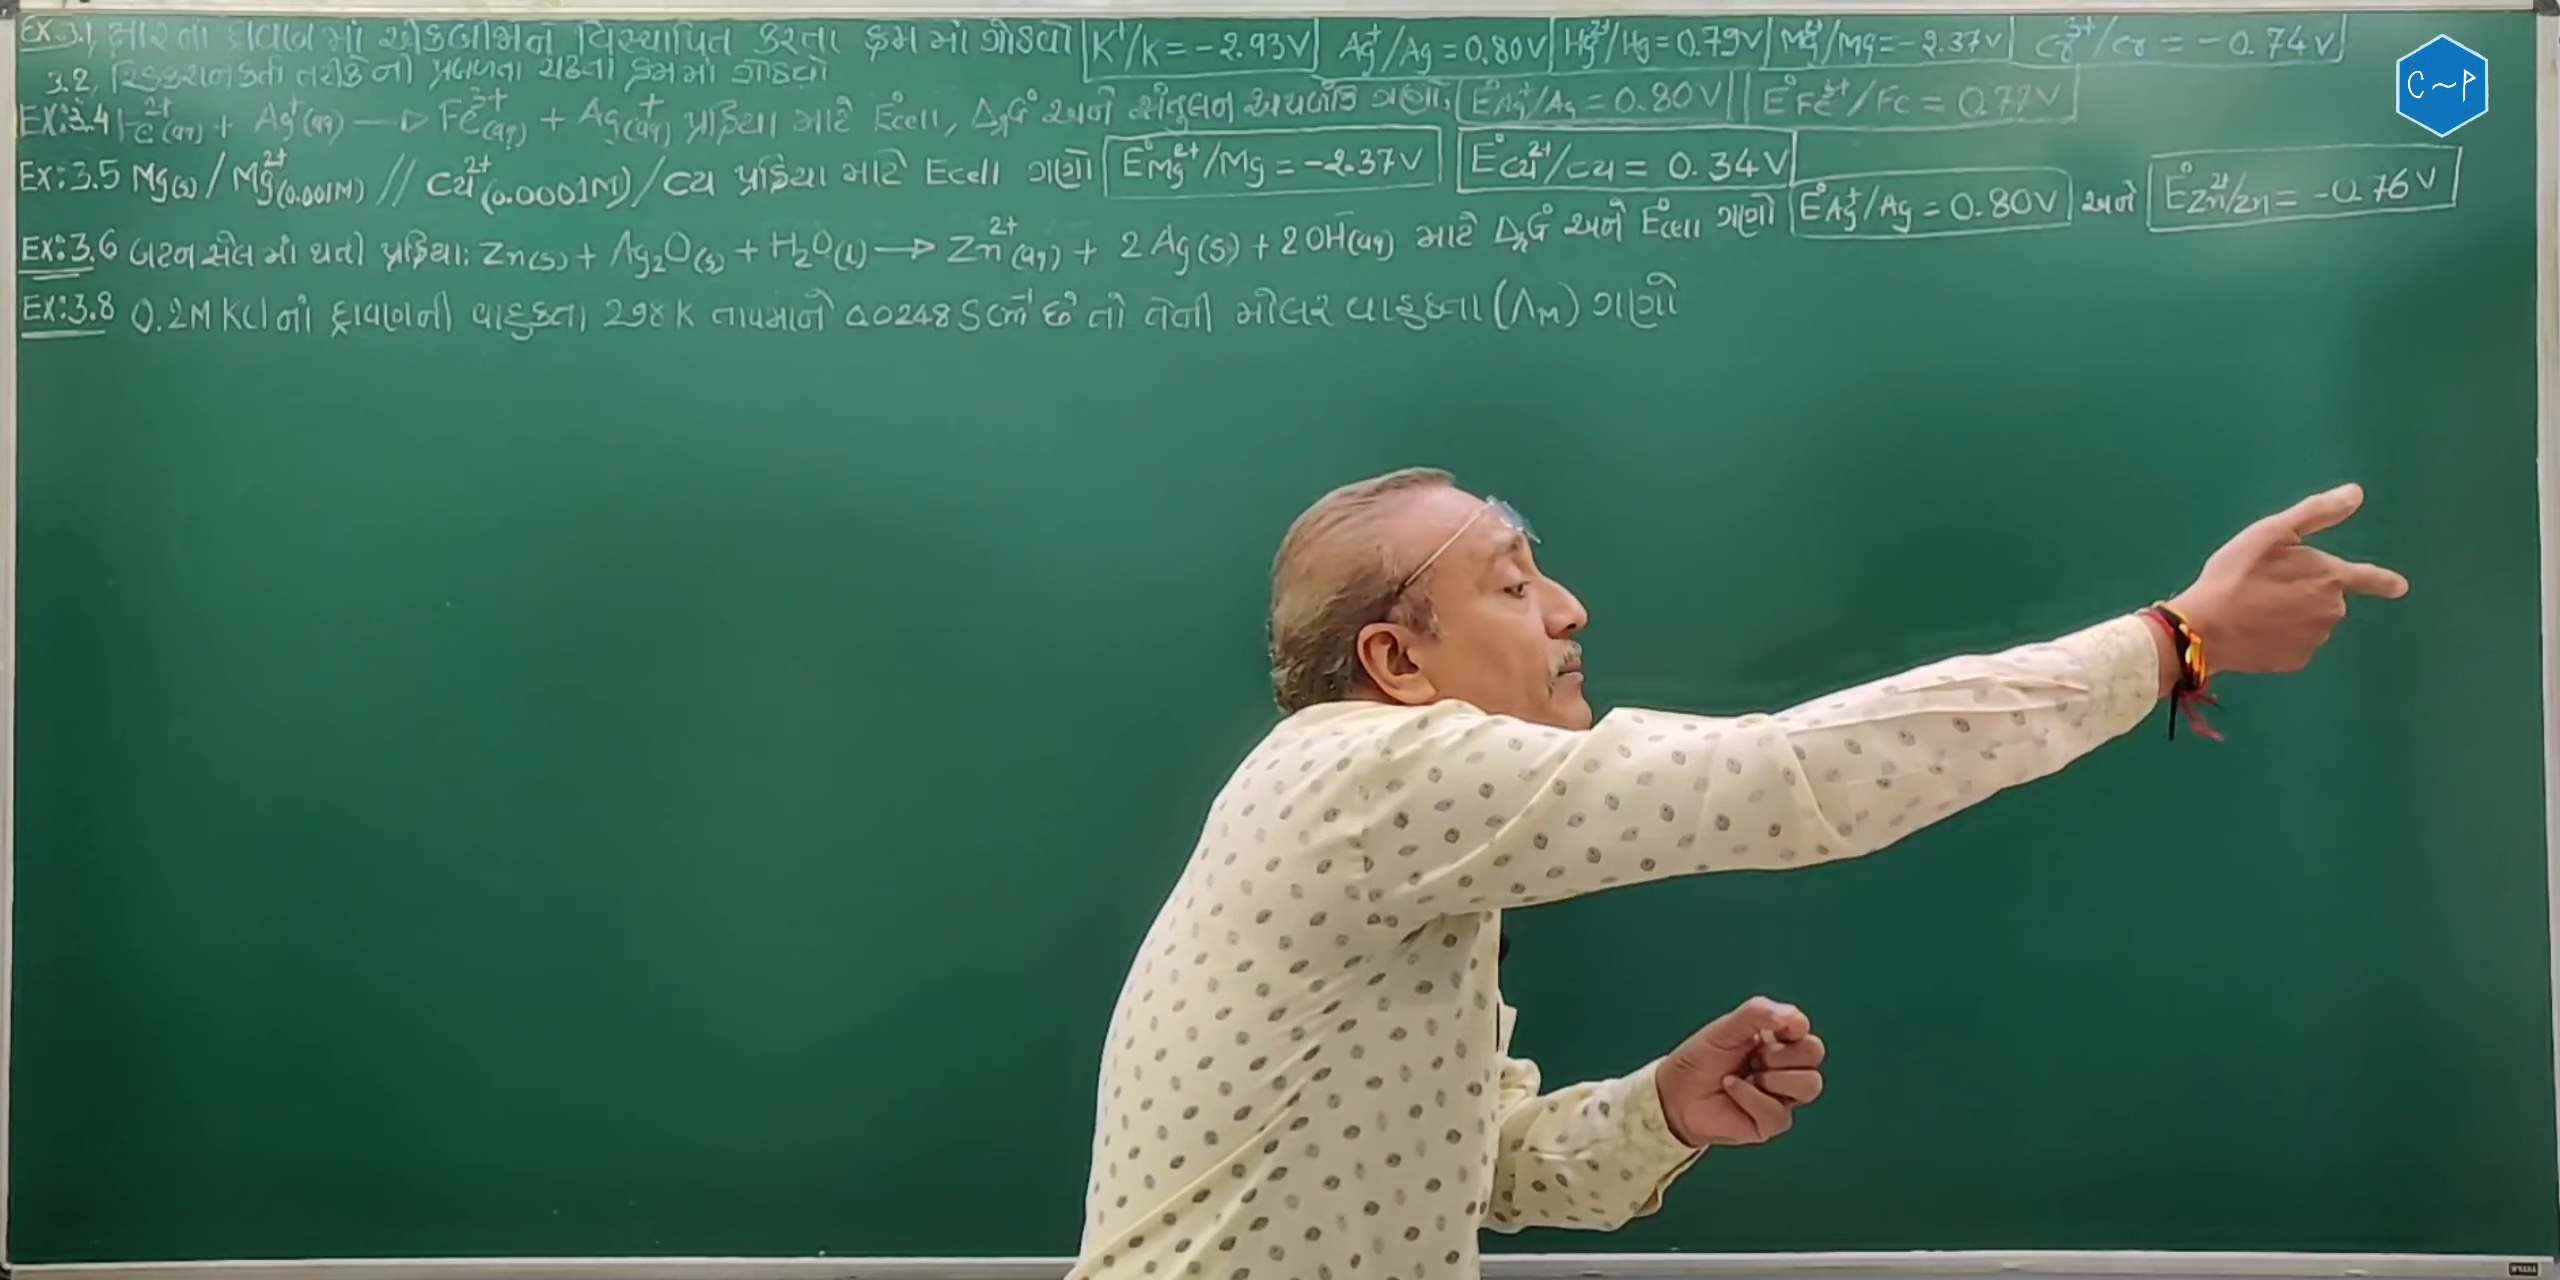 EX:3.1, ક્ષારના દ્રાવણમાં એકબીજાને વિસ્થાપિત કરતા ક્રમમાં ગોઠવો K⁺/K = -2.93V Ag⁺/Ag = 0.80V Hg²⁺/Hg = 0.79V Mg²⁺/Mg = -2.37V Cr³⁺/Cr = -0.74V
3.2, રિડક્શનકર્તા તરીકેની પ્રબળતા ચઢતા ક્રમમાં ગોઠવો
EX:3.4 Fe²⁺(aq) + Ag⁺(aq) → Fe³⁺(aq) + Ag⁺(aq) પ્રક્રિયા માટે E°cell, ΔrG° અને સંતુલન અચળાંક ગણો, E°Ag⁺/Ag = 0.80V E°Fe³⁺/Fe = 0.77V
EX:3.5 Mg(s) / Mg²⁺(0.001M) // Cu²⁺(0.0001M) / Cu પ્રક્રિયા માટે Ecell ગણો E°Mg²⁺/Mg = -2.37V E°Cu²⁺/Cu = 0.34V
EX:3.6 બટન સેલ માં થતી પ્રક્રિયા: Zn(s) + Ag₂O(s) + H₂O(l) → Zn²⁺(aq) + 2Ag(s) + 2OH⁻(aq) માટે ΔrG° અને E°cell ગણો E°Ag⁺/Ag = 0.80V અને E°Zn²⁺/Zn = -0.76V
EX:3.8 0.2M KCl નાં દ્રાવણની વાહકતા 298K તાપમાને 0.0248 S cm⁻¹ છે તો તેની મોલર વાહકતા (ΛM) ગણો
C~P